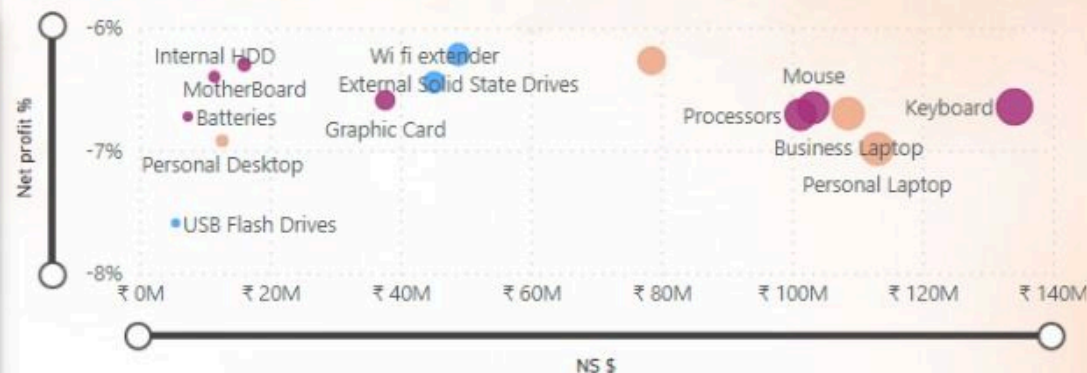 -6%
Internal HDD
Wi fi extender
MotherBoard
External Solid State Drives
Mouse
Batteries
Graphic Card
Processors
Keyboard
Net profit %
-7%
Personal Desktop
Business Laptop
Personal Laptop
USB Flash Drives
-8%
₹ 0M ₹ 20M ₹ 40M ₹ 60M ₹ 80M ₹ 100M ₹ 120M ₹ 140M
NS $